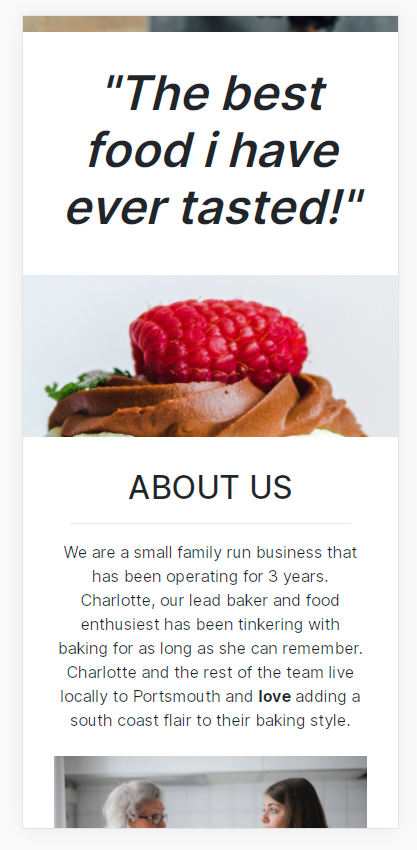 "The best
food i have
ever tasted!"
ABOUT US
We are a small family run business that
has been operating for 3 years.
Charlotte, our lead baker and food
enthusiest has been tinkering with
baking for as long as she can remember.
Charlotte and the rest of the team live
locally to Portsmouth and love adding a
south coast flair to their baking style.